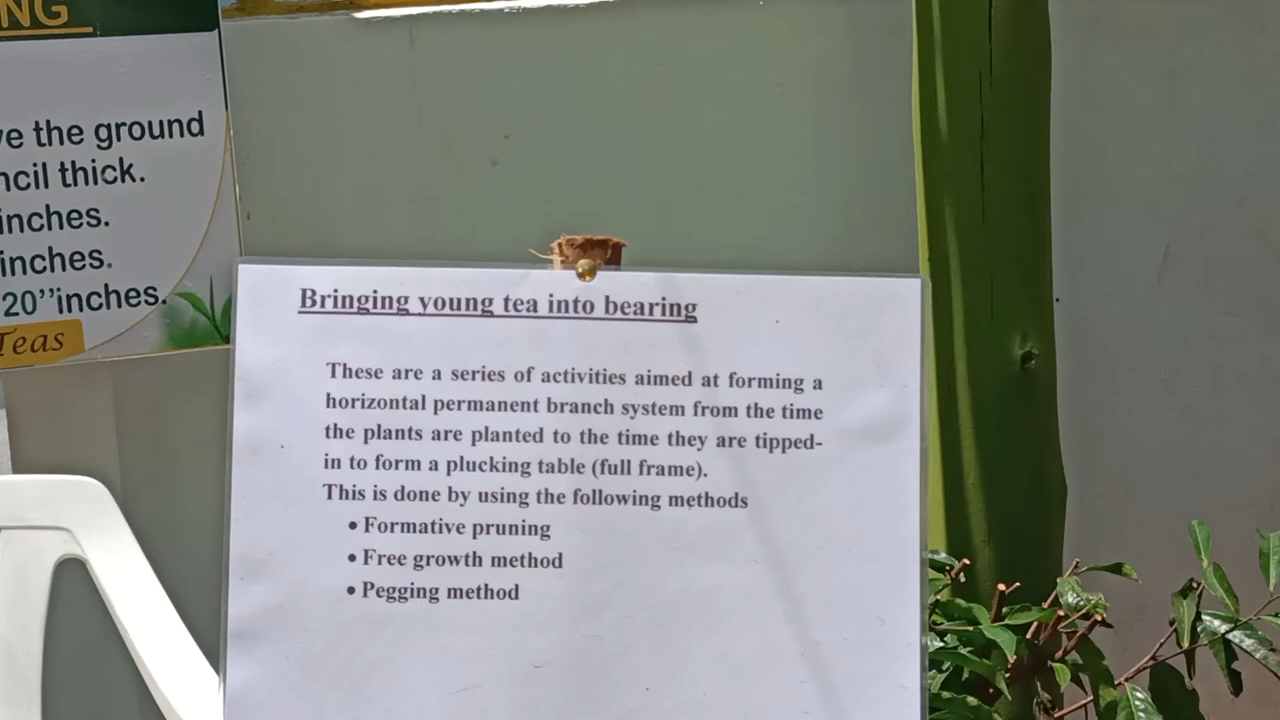 NG
the ground
thick.
inches.
inches.
20’’inches.
Teas
Bringing young tea into bearing
These are a series of activities aimed at forming a
horizontal permanent branch system from the time
the plants are planted to the time they are tipped-
in to form a plucking table (full frame).
This is done by using the following methods
• Formative pruning
• Free growth method
• Pegging method